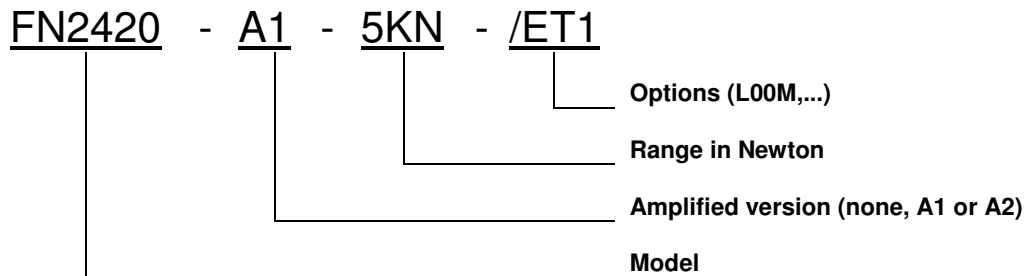 FN2420 - A1 - 5KN - /ET1
Options (L00M,...)
Range in Newton
Amplified version (none, A1 or A2)
Model